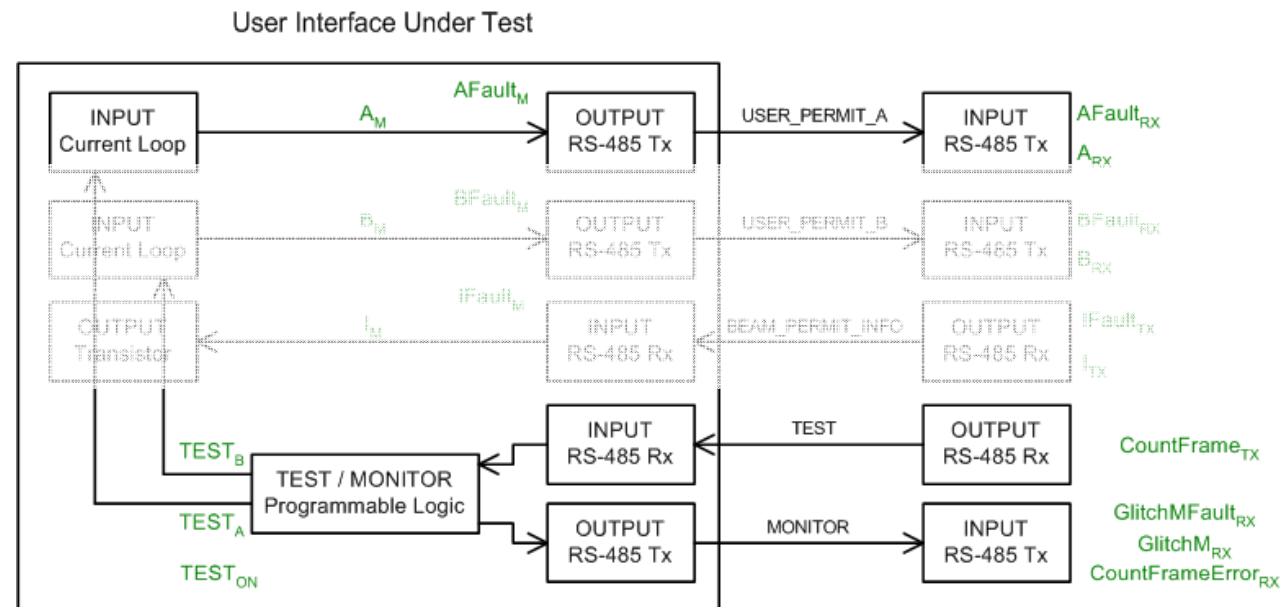 User Interface Under Test
INPUT
Current Loop
A_M
AFault_M
OUTPUT
RS-485 Tx
USER_PERMIT_A
INPUT
RS-485 Tx
AFault_RX
A_RX
INPUT
Current Loop
B_M
BFault_M
OUTPUT
RS-485 Tx
USER_PERMIT_B
INPUT
RS-485 Tx
BFault_RX
B_RX
OUTPUT
Transistor
I_M
IFault_M
INPUT
RS-485 Rx
BEAM_PERMIT_INFO
OUTPUT
RS-485 Rx
IFault_TX
I_TX
TEST_B
TEST / MONITOR
Programmable Logic
TEST_A
TEST_ON
INPUT
RS-485 Rx
TEST
OUTPUT
RS-485 Rx
CountFrame_TX
OUTPUT
RS-485 Tx
MONITOR
INPUT
RS-485 Tx
GlitchMFault_RX
GlitchM_RX
CountFrameError_RX